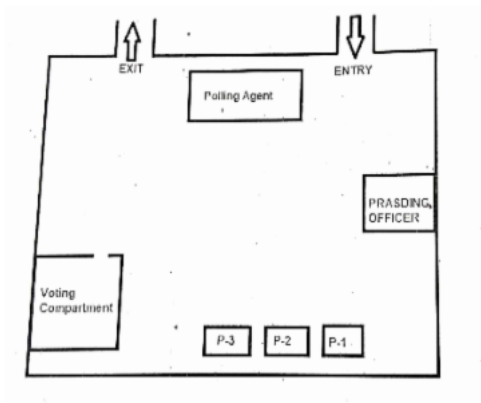 EXIT
ENTRY
Polling Agent
PRASDING
OFFICER
Voting
Compartment
P-3
P-2
P-1